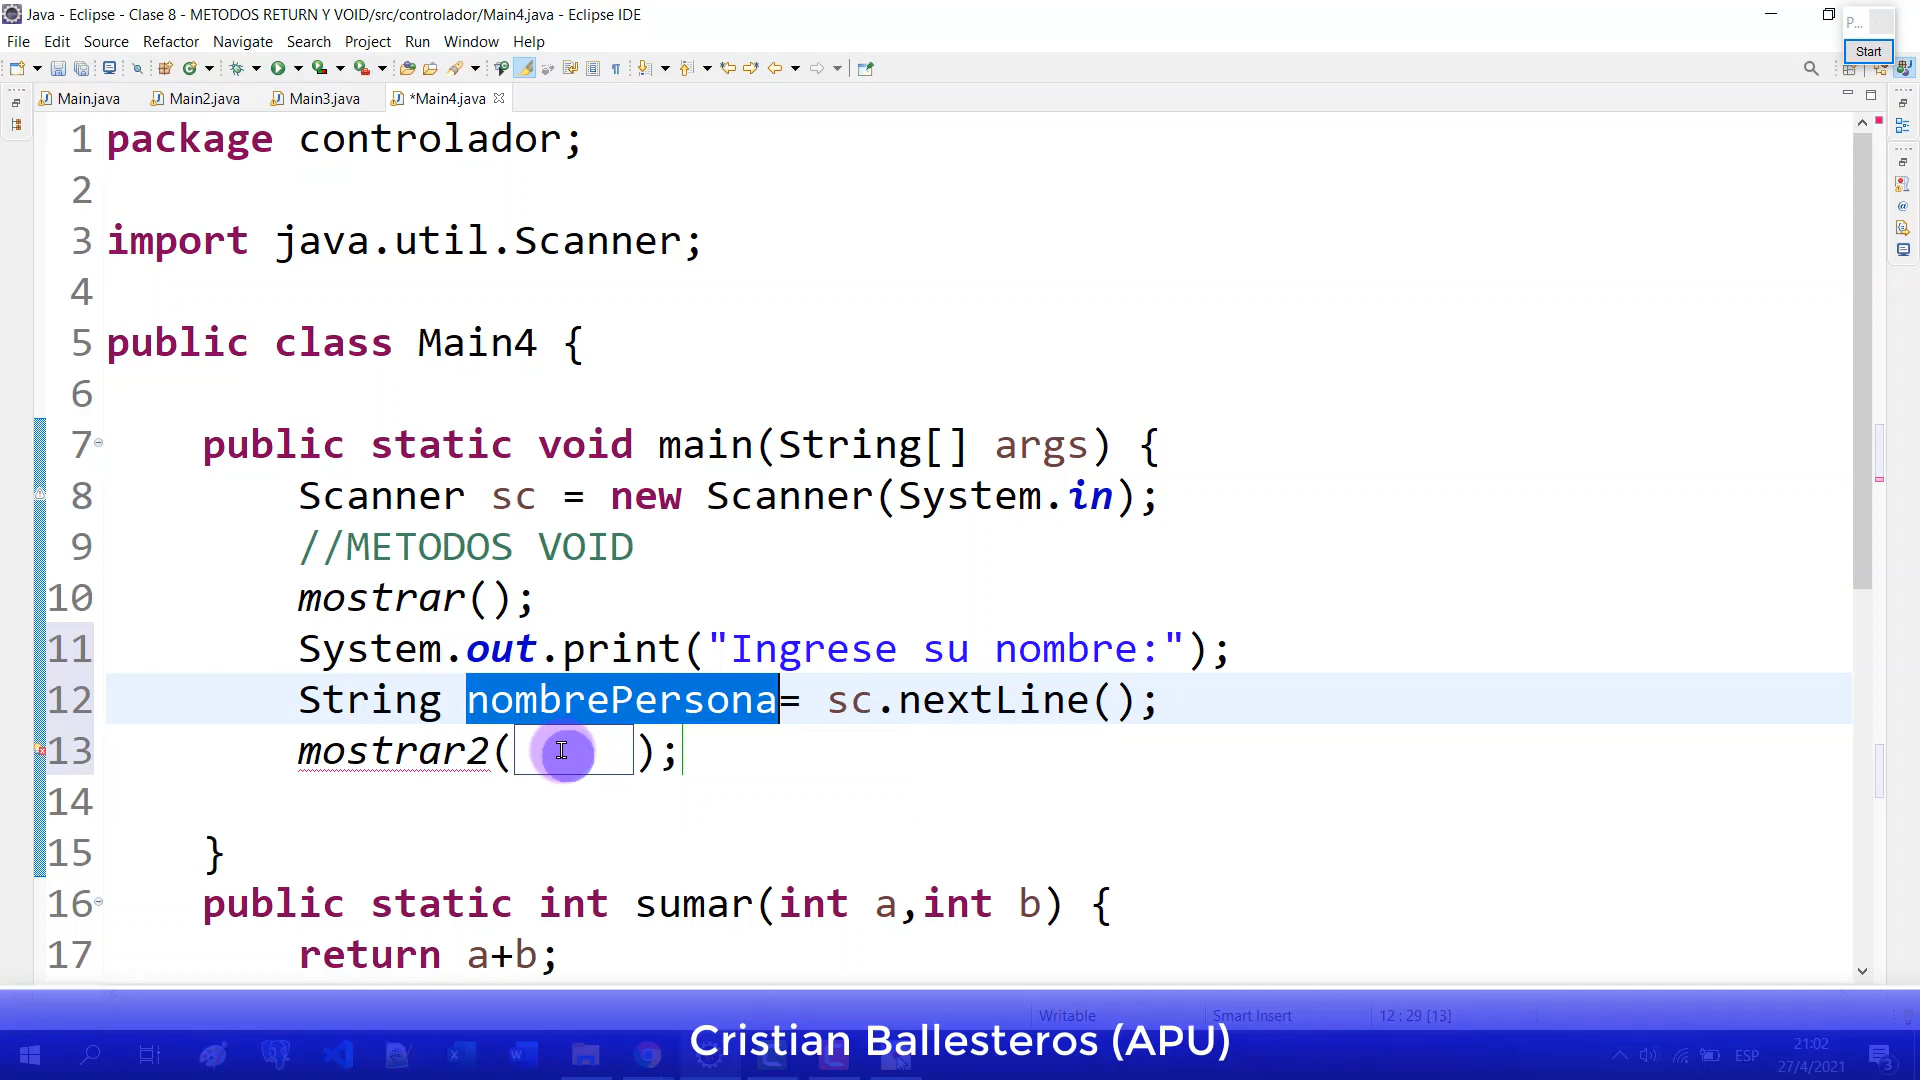 Java - Eclipse - Clase 8 - METODOS RETURN Y VOID/src/controlador/Main4.java - Eclipse IDE
P...
Start
File Edit Source Refactor Navigate Search Project Run Window Help
Main.java Main2.java Main3.java *Main4.java
1 package controlador;
2
3 import java.util.Scanner;
4
5 public class Main4 {
6
7 public static void main(String[] args) {
8 Scanner sc = new Scanner(System.in);
9 //METODOS VOID
10 mostrar();
11 System.out.print("Ingrese su nombre:");
12 String nombrePersona= sc.nextLine();
13 mostrar2( );
14
15 }
16 public static int sumar(int a,int b) {
17 return a+b;
Writable Smart Insert 12 : 29 [13]
Cristian Ballesteros (APU)
ESP
21:02
27/4/2021
3